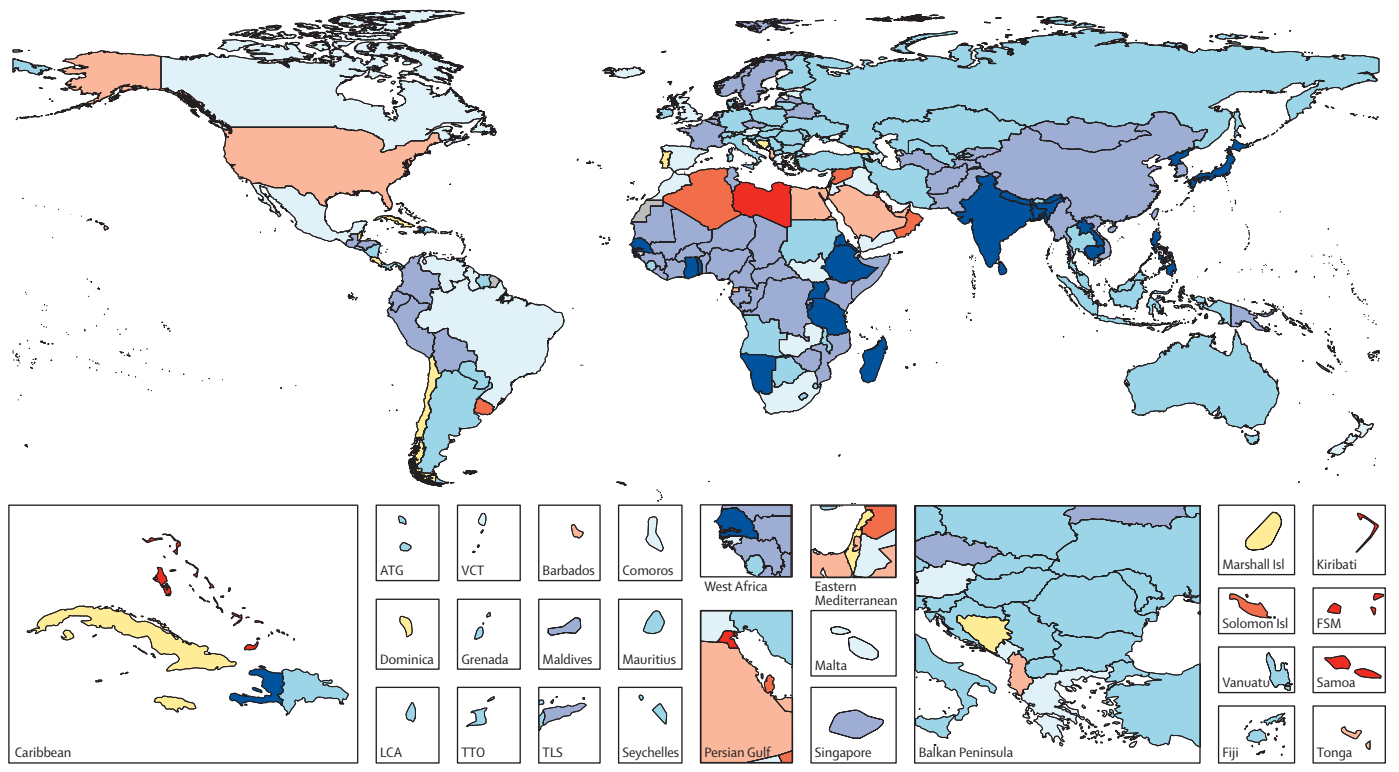 Caribbean
ATG
VCT
Barbados
Comoros
Dominica
Grenada
Maldives
Mauritius
LCA
TTO
TLS
Seychelles
West Africa
Eastern
Mediterranean
Persian Gulf
Malta
Singapore
Balkan Peninsula
Marshall Isl
Kiribati
Solomon Isl
FSM
Vanuatu
Samoa
Fiji
Tonga